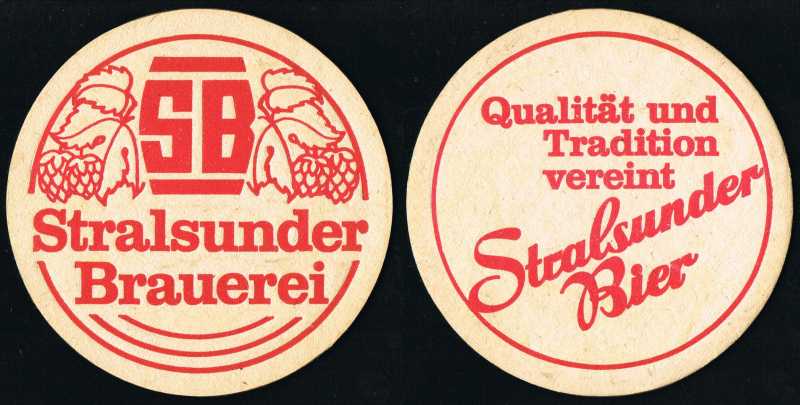 SB
Stralsunder
Brauerei
Qualität und
Tradition
vereint
Stralsunder
Bier